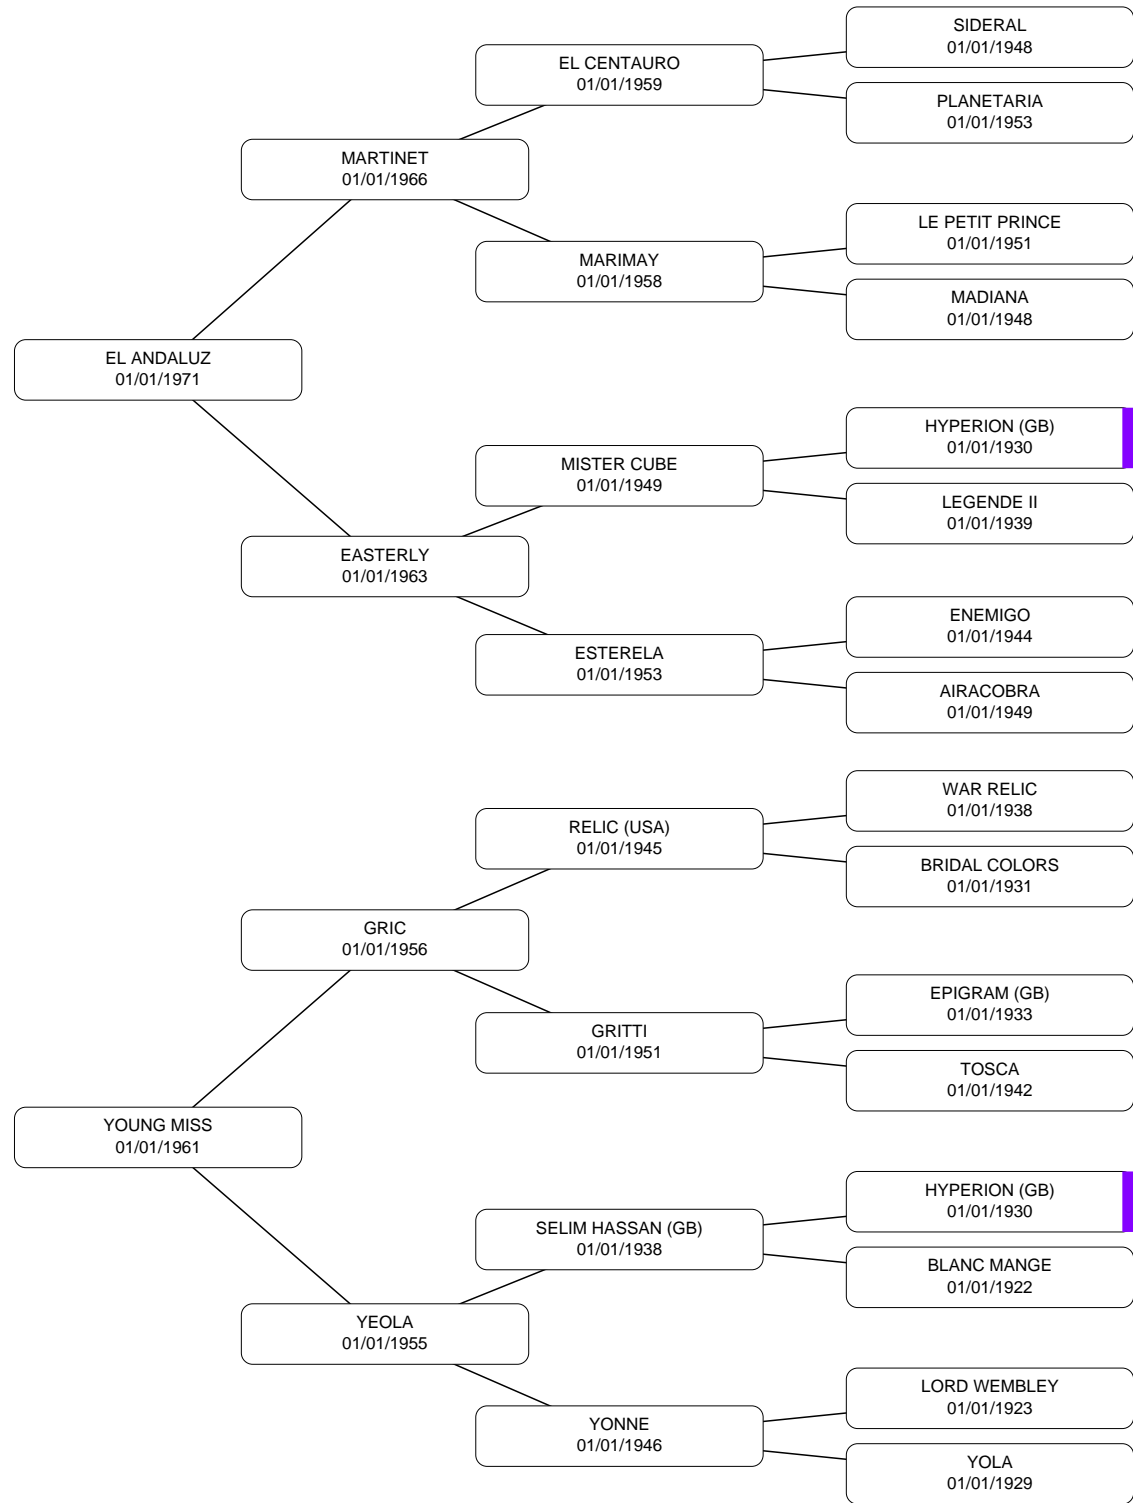 SIDERAL
01/01/1948
EL CENTAURO
01/01/1959
PLANETARIA
01/01/1953
MARTINET
01/01/1966
LE PETIT PRINCE
01/01/1951
MARIMAY
01/01/1958
MADIANA
01/01/1948
EL ANDALUZ
01/01/1971
HYPERION (GB)
01/01/1930
MISTER CUBE
01/01/1949
LEGENDE II
01/01/1939
EASTERLY
01/01/1963
ENEMIGO
01/01/1944
ESTERELA
01/01/1953
AIRACOBRA
01/01/1949
WAR RELIC
01/01/1938
RELIC (USA)
01/01/1945
BRIDAL COLORS
01/01/1931
GRIC
01/01/1956
EPIGRAM (GB)
01/01/1933
GRITTI
01/01/1951
TOSCA
01/01/1942
YOUNG MISS
01/01/1961
HYPERION (GB)
01/01/1930
SELIM HASSAN (GB)
01/01/1938
BLANC MANGE
01/01/1922
YEOLA
01/01/1955
LORD WEMBLEY
01/01/1923
YONNE
01/01/1946
YOLA
01/01/1929